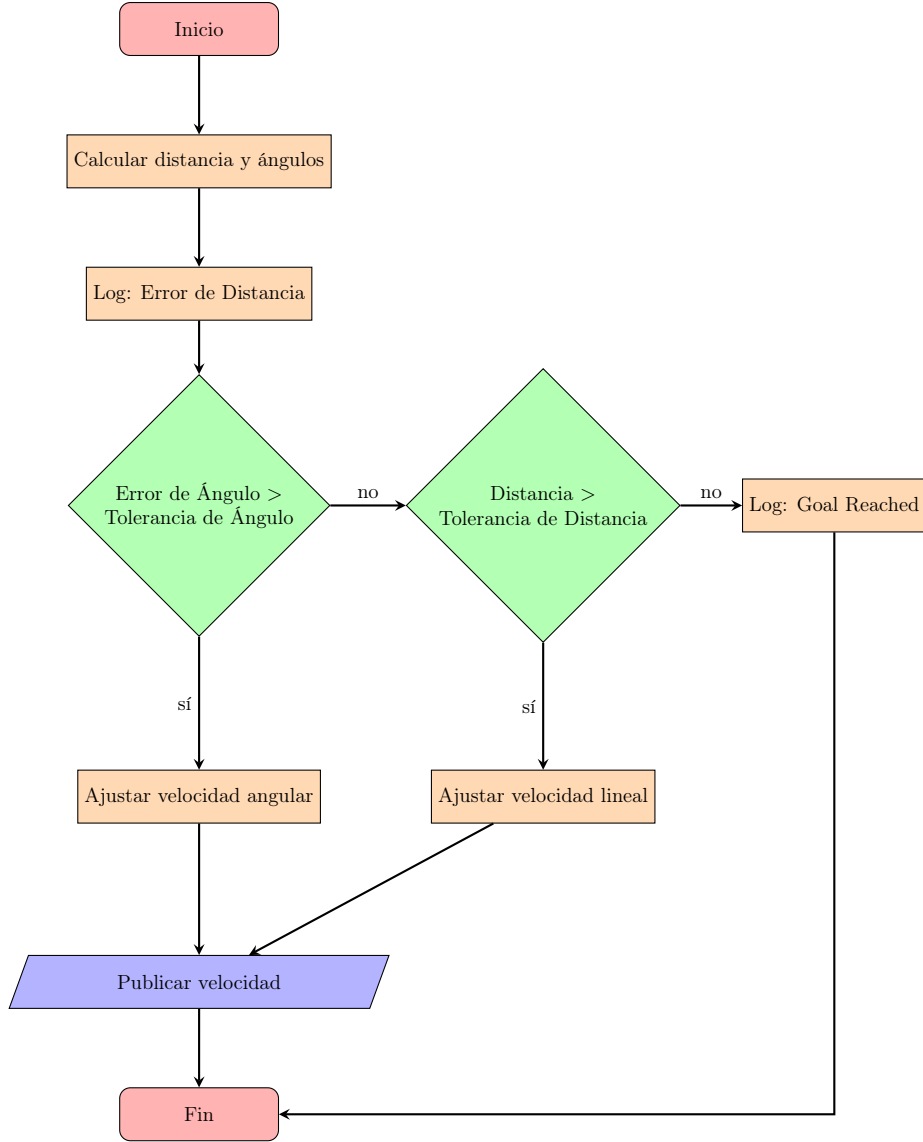 Inicio
Calcular distancia y ángulos
Log: Error de Distancia
Error de Ángulo >
Tolerancia de Ángulo
no
Distancia >
Tolerancia de Distancia
no
Log: Goal Reached
sí
sí
Ajustar velocidad angular
Ajustar velocidad lineal
Publicar velocidad
Fin